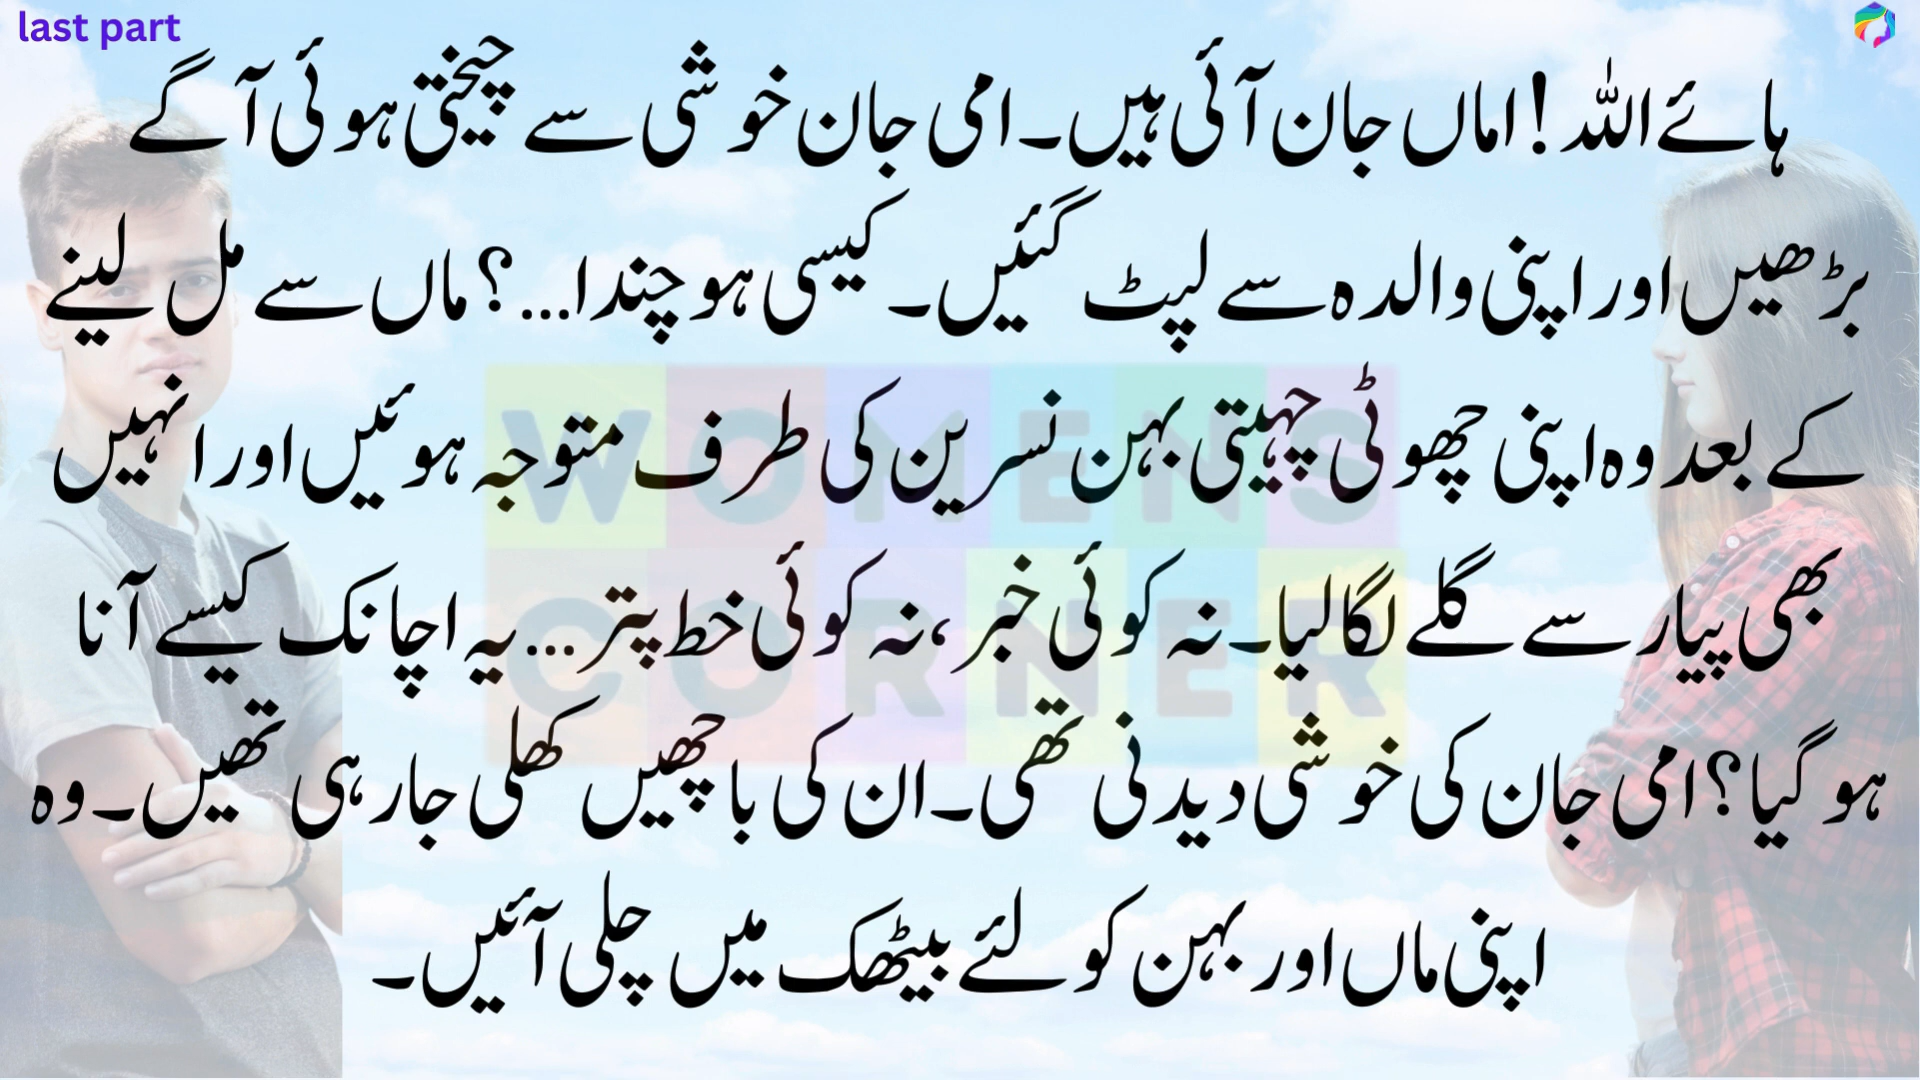 last part
ہائے اللہ! اماں جان آئی ہیں۔ امی جان خوشی سے چیختی ہوئی آگے
بڑھیں اور اپنی والدہ سے لپٹ گئیں۔ کیسی ہو چندا...؟ ماں سے مل لینے
کے بعد وہ اپنی چھوٹی چہیتی بہن نسرین کی طرف متوجہ ہوئیں اور انہیں
بھی پیار سے گلے لگا لیا۔ نہ کوئی خبر، نہ کوئی خط پتر... یہ اچانک کیسے آنا
ہو گیا؟ امی جان کی خوشی دیدنی تھی۔ ان کی باچھیں کھلی جا رہی تھیں۔ وہ
اپنی ماں اور بہن کو لئے بیٹھک میں چلی آئیں۔
WOMENS
CORNER